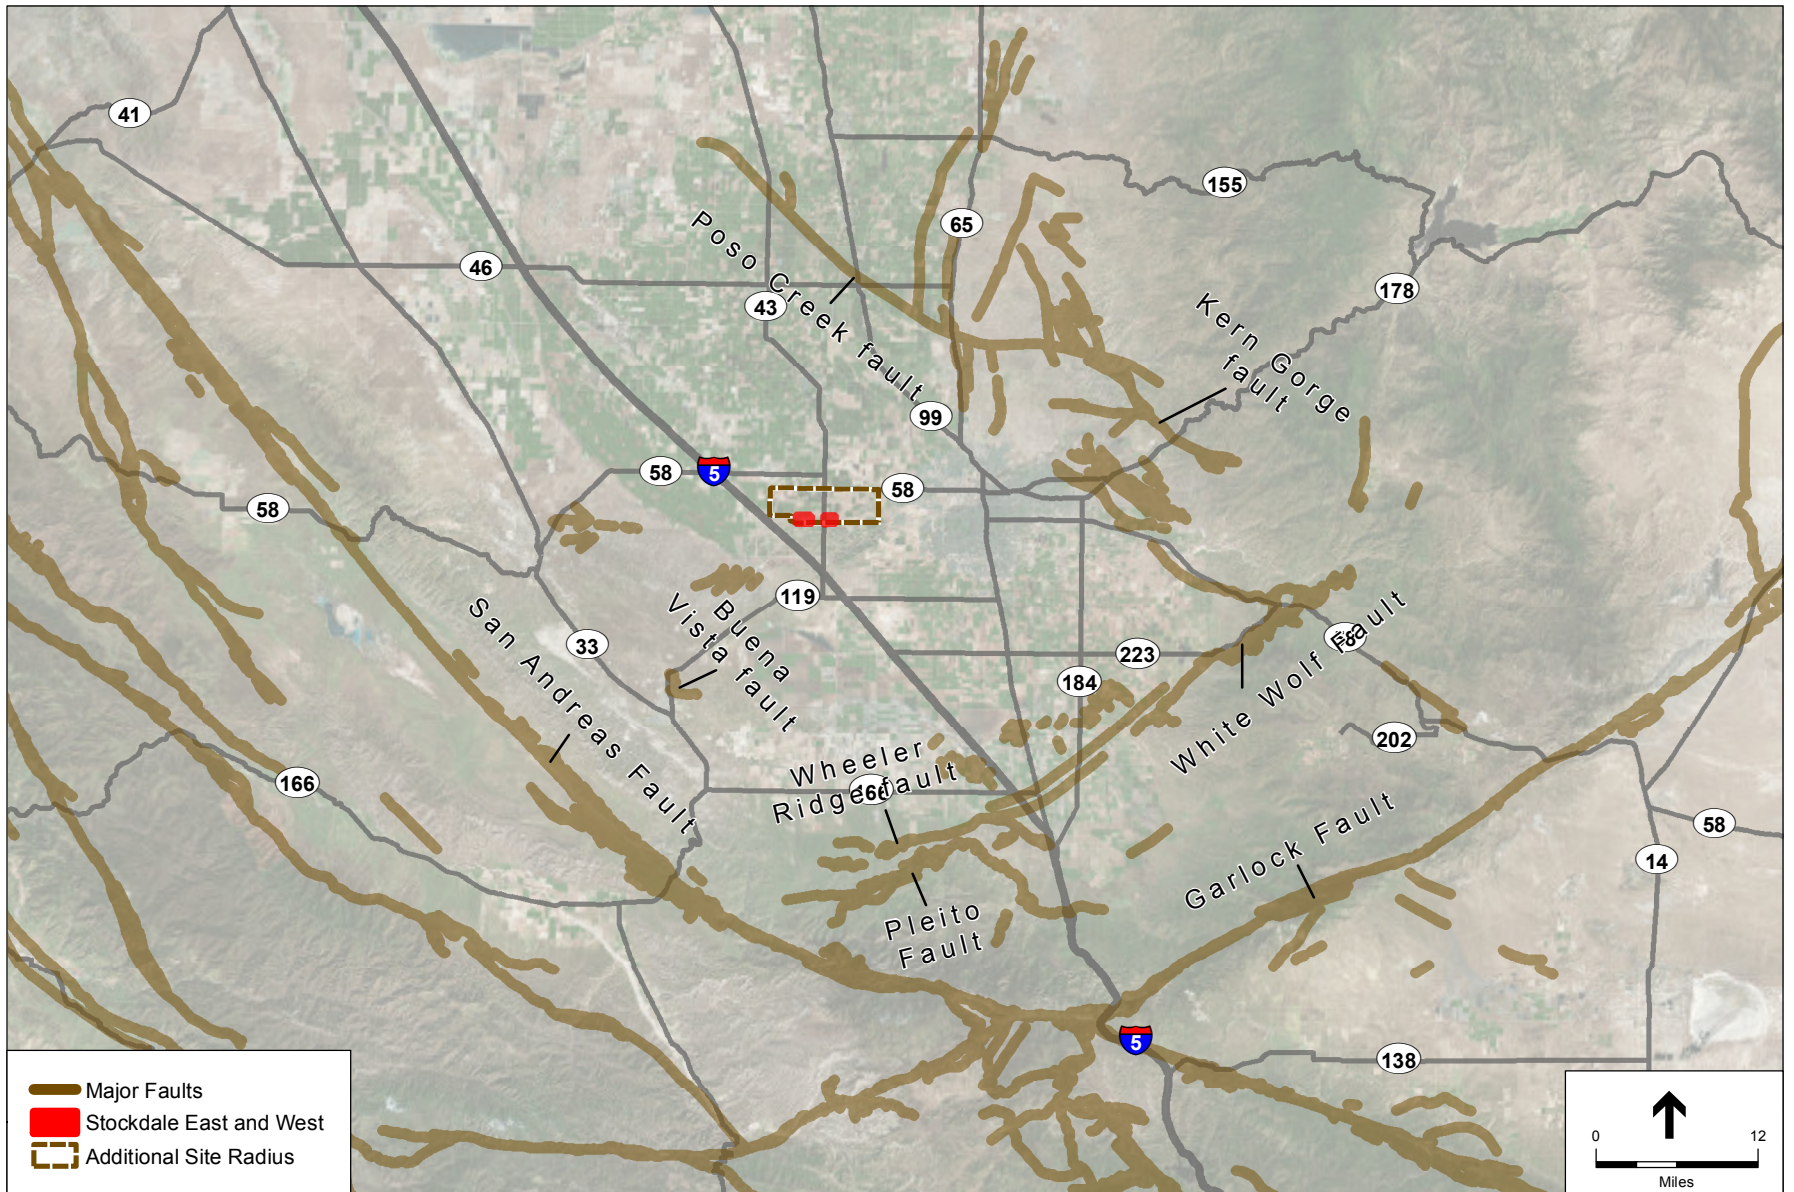 41
155
65
Poso Creek fault
46
178
43
Kern Gorge
fault
99
58
5
58
58
119
Buena
Vista fault
San Andreas Fault
33
223
58
184
White Wolf Fault
202
Wheeler
Ridge fault
166
166
58
14
Garlock Fault
Pleito
Fault
5
138
Major Faults
Stockdale East and West
Additional Site Radius
0 12
Miles